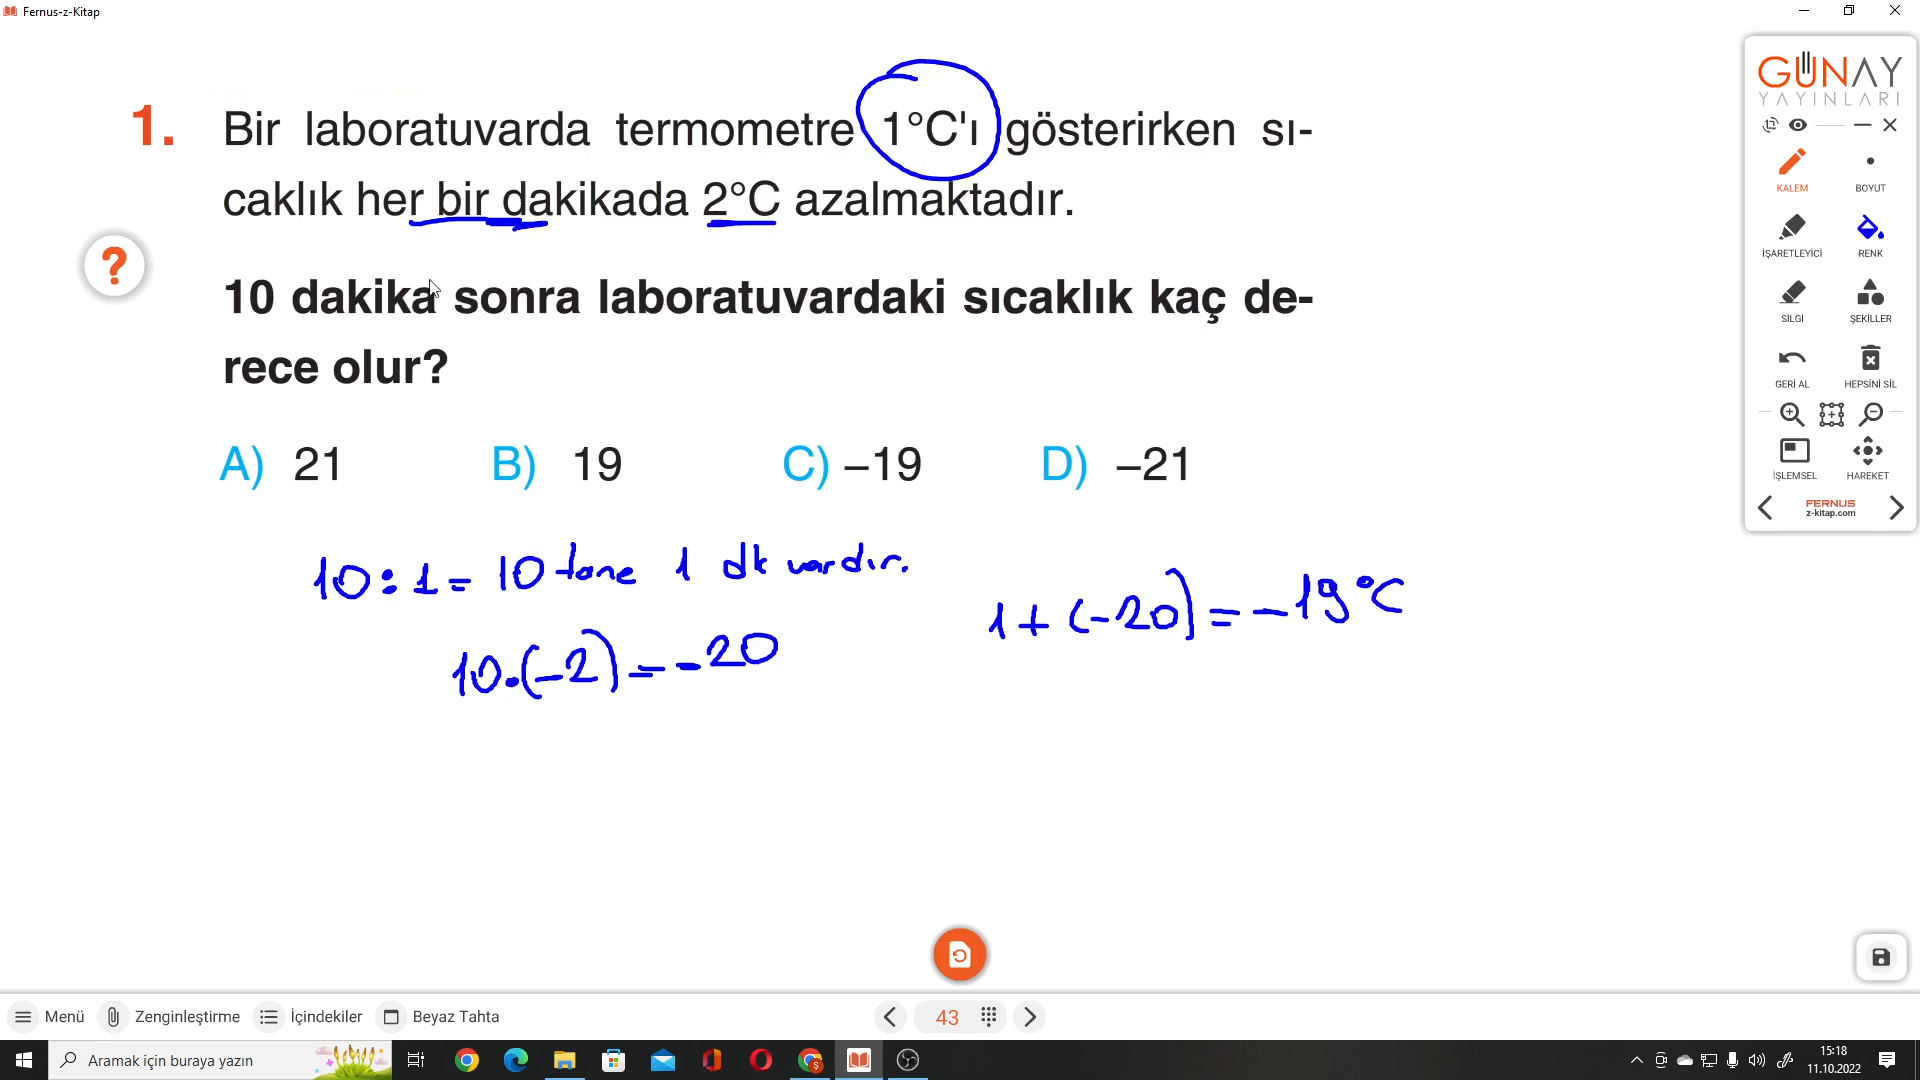 Fernus-z-Kitap
1. Bir laboratuvarda termometre 1°C'ı gösterirken sı-
caklık her bir dakikada 2°C azalmaktadır.
?
10 dakika sonra laboratuvardaki sıcaklık kaç de-
rece olur?
A) 21 B) 19 C) –19 D) –21
10:1= 10 tane 1 dk vardır.
10.(-2)=-20
1+(-20)=-19°C
GÜNAY
YAYINLARI
KALEM BOYUT
İŞARETLEYİCİ RENK
SİLGİ ŞEKİLLER
GERİ AL HEPSİNİ SİL
İŞLEMSEL HAREKET
FERNUS
z-kitap.com
Menü Zenginleştirme İçindekiler Beyaz Tahta 43
Aramak için buraya yazın
15:18
11.10.2022